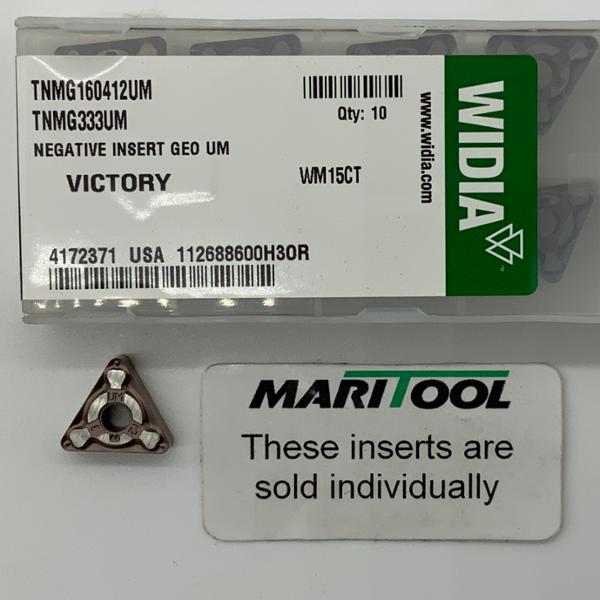 TNMG160412UM
TNMG333UM
Qty: 10
NEGATIVE INSERT GEO UM
VICTORY
WM15CT
4172371 USA 112688600H30R
www.widia.com
WIDIA
UM
MARITOOL
These inserts are
sold individually